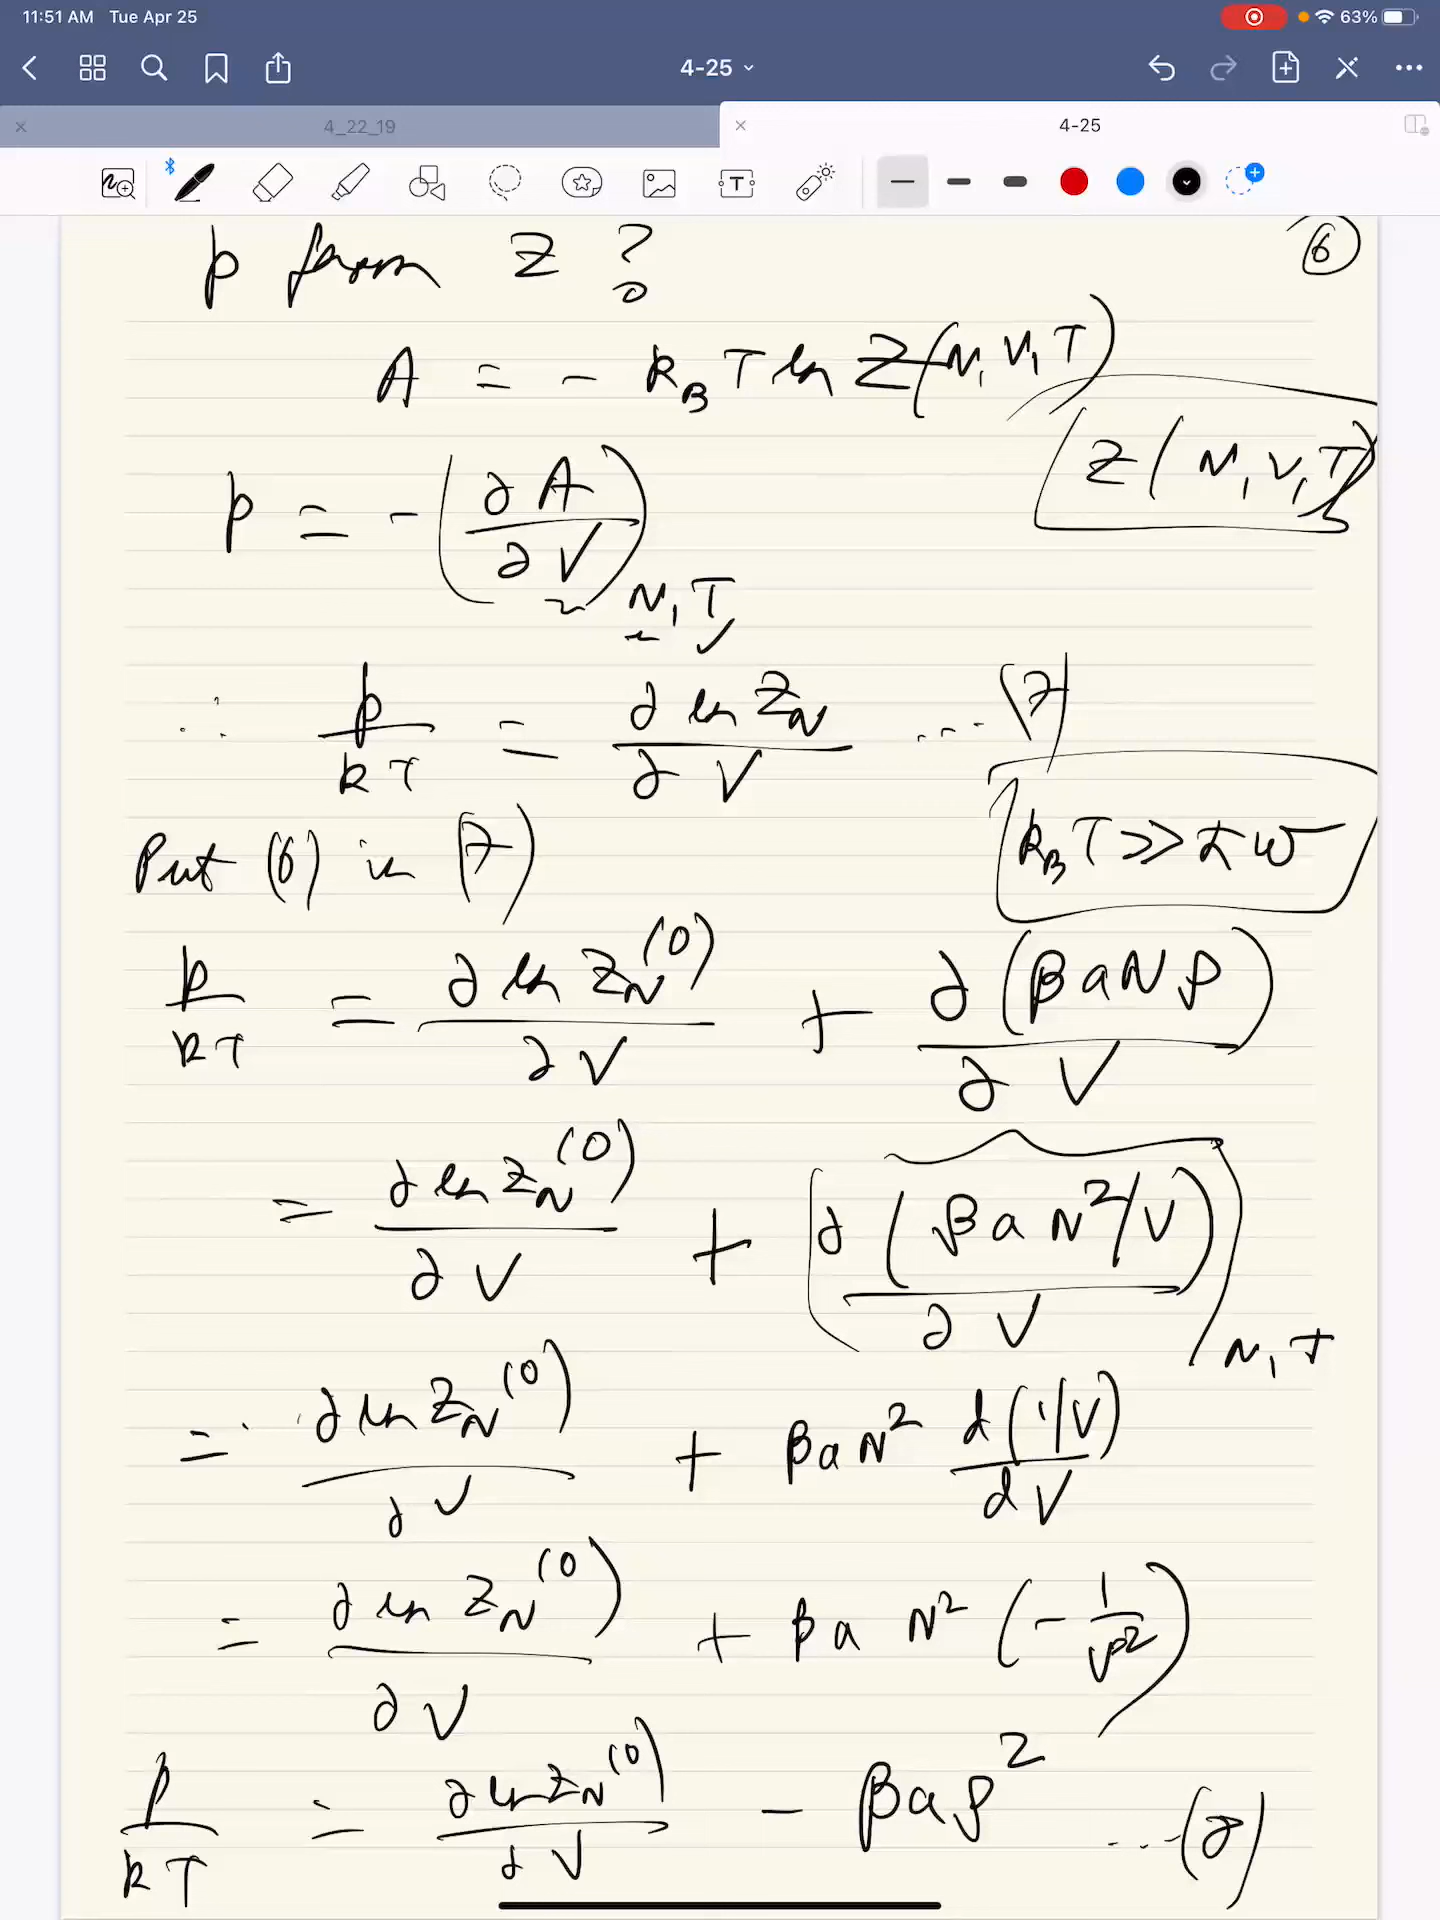 11:51 AM Tue Apr 25
63%
4-25
4_22_19
4-25
T
p from Z ?
⑥
A = - k_B T ln Z(N, V, T)
Z(N, V, T)
p = - (∂A/∂V)_{N, T}
∴ p/kT = ∂ ln Z_N / ∂V ... (7)
Put (6) in (7)
k_B T >> ħω
p/kT = ∂ ln Z_N^(0) / ∂V + ∂(βaNρ)/∂V
= ∂ ln Z_N^(0) / ∂V + (∂(βaN²/V)/∂V)_{N, T}
= ∂ ln Z_N^(0) / ∂V + βaN² d(1/V)/dV
= ∂ ln Z_N^(0) / ∂V + βa N² (- 1/V²)
p/kT = ∂ ln Z_N^(0) / ∂V - βaρ² ... (8)